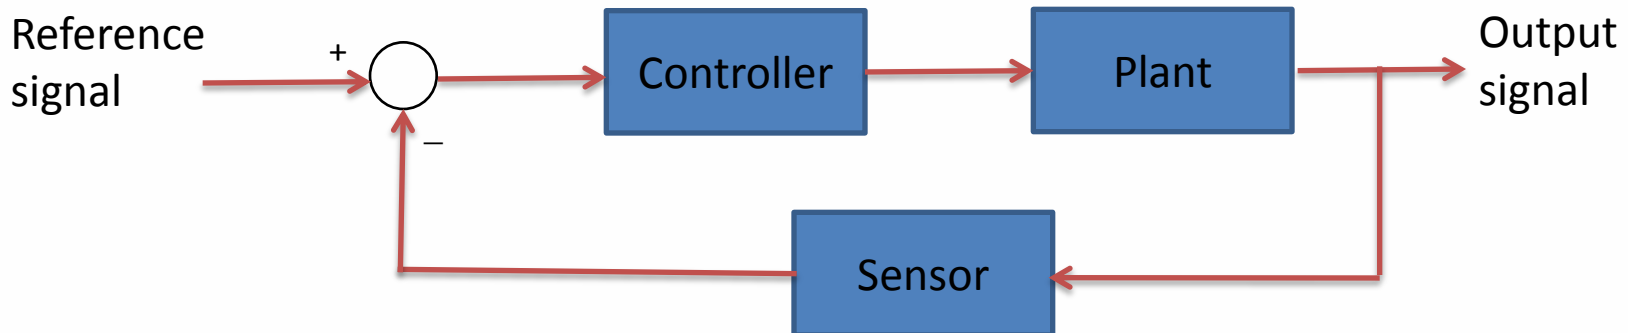 Reference
signal
+
Controller
Plant
Output
signal
–
Sensor